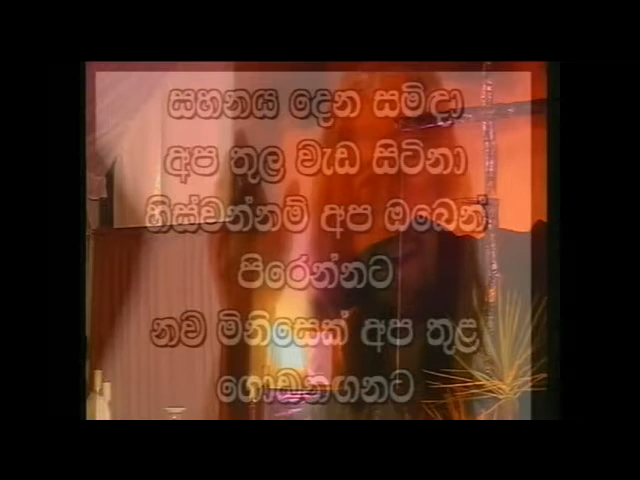 සහනය දෙන සමිඳා
අප තුල වැඩ සිටිනා
හිස්වන්නම් අප ඔබෙන්
පිරෙන්නට
නව මිනිසෙක් අප තුළ
ගොඩනගනට